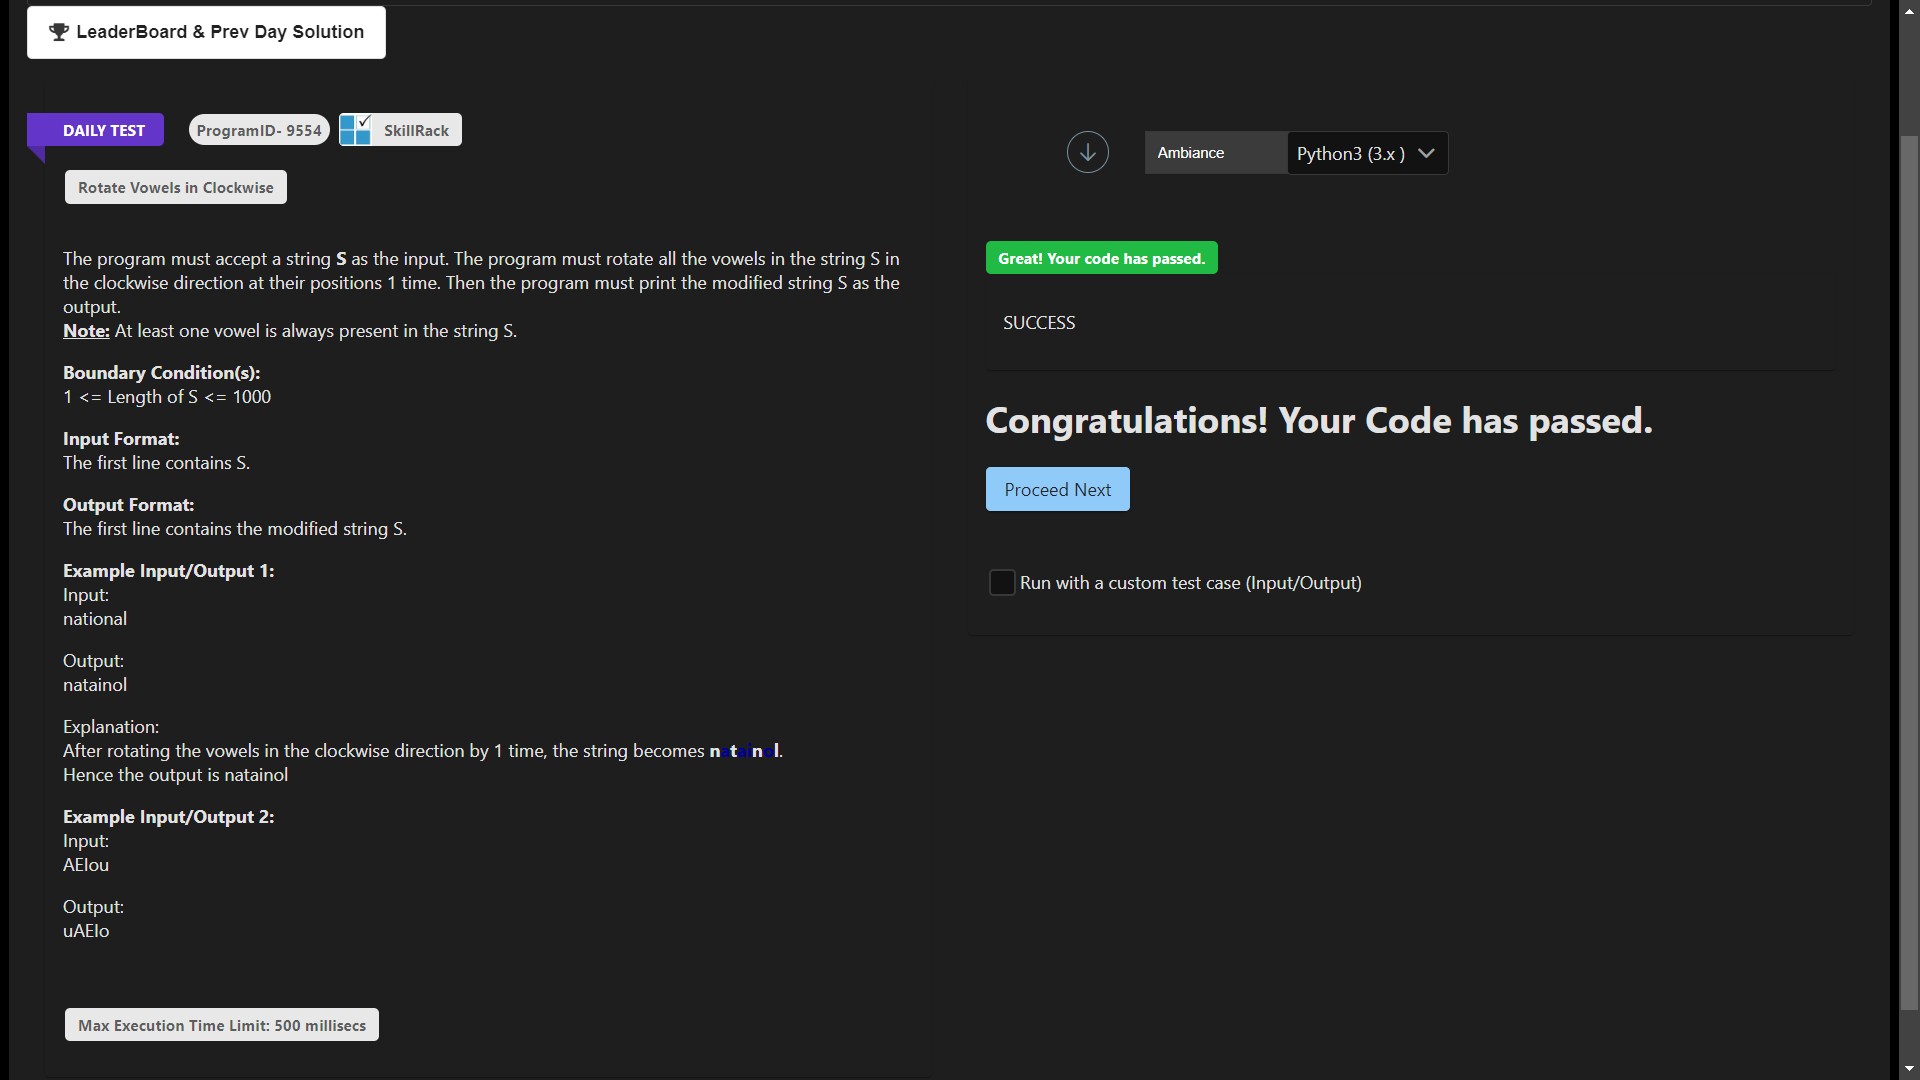 LeaderBoard & Prev Day Solution
DAILY TEST
ProgramID- 9554
SkillRack
Rotate Vowels in Clockwise
The program must accept a string S as the input. The program must rotate all the vowels in the string S in
the clockwise direction at their positions 1 time. Then the program must print the modified string S as the
output.
Note: At least one vowel is always present in the string S.
Boundary Condition(s):
1 <= Length of S <= 1000
Input Format:
The first line contains S.
Output Format:
The first line contains the modified string S.
Example Input/Output 1:
Input:
national
Output:
natainol
Explanation:
After rotating the vowels in the clockwise direction by 1 time, the string becomes natainol.
Hence the output is natainol
Example Input/Output 2:
Input:
AEIou
Output:
uAEIo
Max Execution Time Limit: 500 millisecs
Ambiance
Python3 (3.x )
Great! Your code has passed.
SUCCESS
Congratulations! Your Code has passed.
Proceed Next
Run with a custom test case (Input/Output)